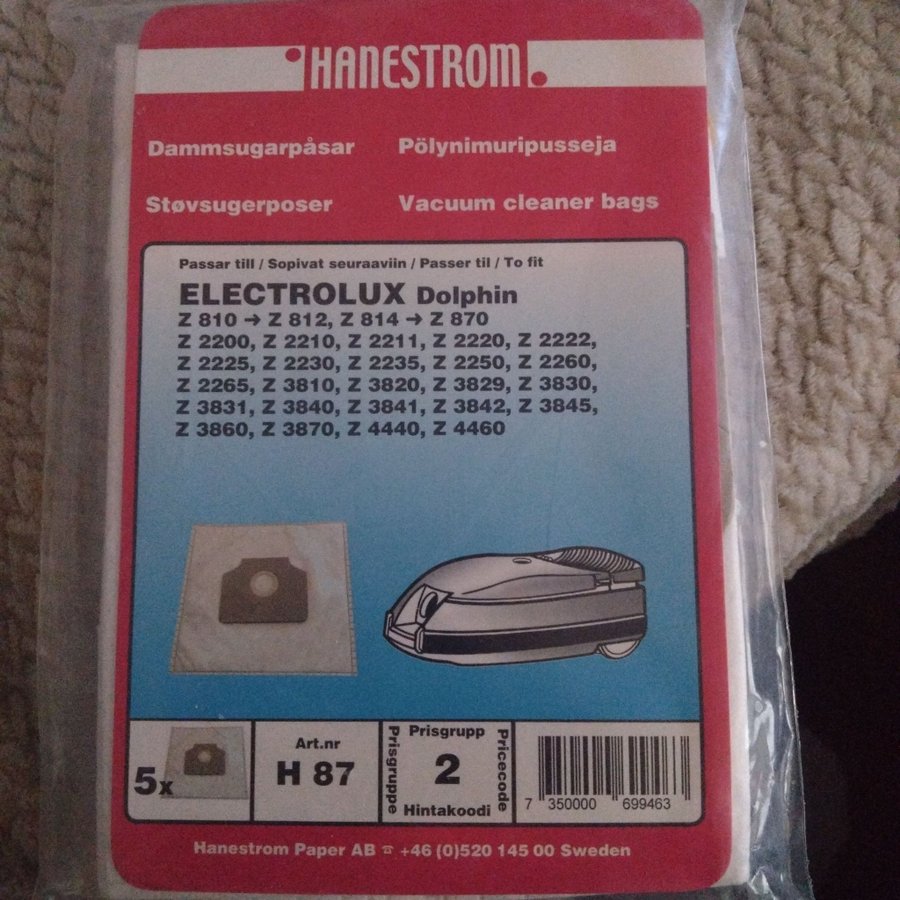 HANESTROM
Dammsugarpåsar Pölynimuripusseja
Støvsugerposer Vacuum cleaner bags
Passar till / Sopivat seuraaviin / Passer til / To fit
ELECTROLUX Dolphin
Z 810 → Z 812, Z 814 → Z 870
Z 2200, Z 2210, Z 2211, Z 2220, Z 2222,
Z 2225, Z 2230, Z 2235, Z 2250, Z 2260,
Z 2265, Z 3810, Z 3820, Z 3829, Z 3830,
Z 3831, Z 3840, Z 3841, Z 3842, Z 3845,
Z 3860, Z 3870, Z 4440, Z 4460
5x
Art.nr
H 87
Prisgruppe
Prisgrupp
2
Hintakoodi
Pricecode
7 350000 699463
Hanestrom Paper AB ☎ +46 (0)520 145 00 Sweden